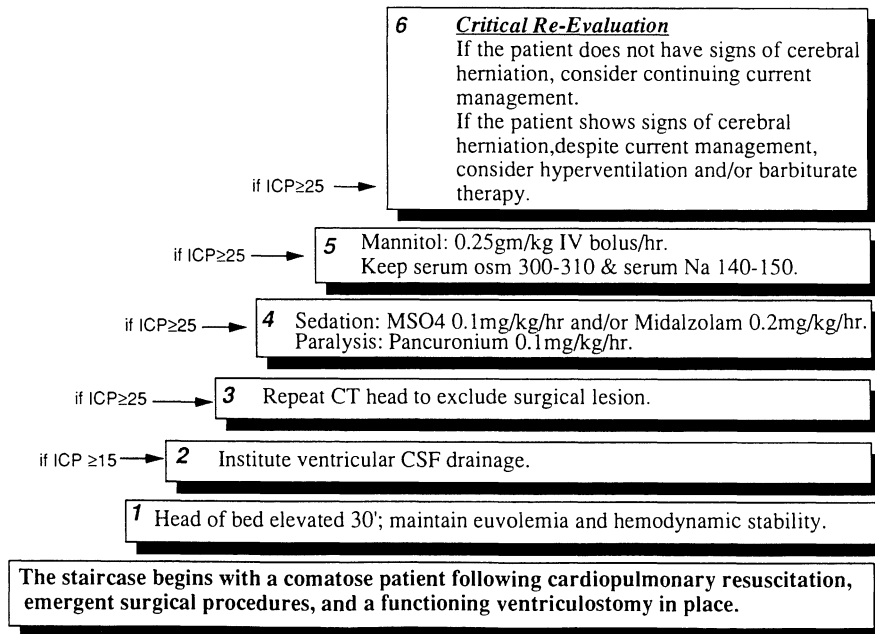 6 Critical Re-Evaluation
If the patient does not have signs of cerebral
herniation, consider continuing current
management.
If the patient shows signs of cerebral
herniation,despite current management,
consider hyperventilation and/or barbiturate
therapy.
if ICP≥25
5 Mannitol: 0.25gm/kg IV bolus/hr.
Keep serum osm 300-310 & serum Na 140-150.
if ICP≥25
4 Sedation: MSO4 0.1mg/kg/hr and/or Midalzolam 0.2mg/kg/hr.
Paralysis: Pancuronium 0.1mg/kg/hr.
if ICP≥25
3 Repeat CT head to exclude surgical lesion.
if ICP≥25
2 Institute ventricular CSF drainage.
if ICP ≥15
1 Head of bed elevated 30'; maintain euvolemia and hemodynamic stability.
The staircase begins with a comatose patient following cardiopulmonary resuscitation,
emergent surgical procedures, and a functioning ventriculostomy in place.